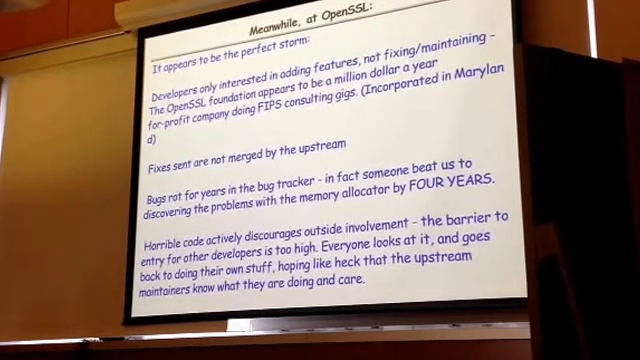 Meanwhile, at OpenSSL:
It appears to be the perfect storm:
Developers only interested in adding features, not fixing/maintaining -
The OpenSSL foundation appears to be a million dollar a year
for-profit company doing FIPS consulting gigs. (Incorporated in Marylan
d)
Fixes sent are not merged by the upstream
Bugs rot for years in the bug tracker - in fact someone beat us to
discovering the problems with the memory allocator by FOUR YEARS.
Horrible code actively discourages outside involvement - the barrier to
entry for other developers is too high. Everyone looks at it, and goes
back to doing their own stuff, hoping like heck that the upstream
maintainers know what they are doing and care.